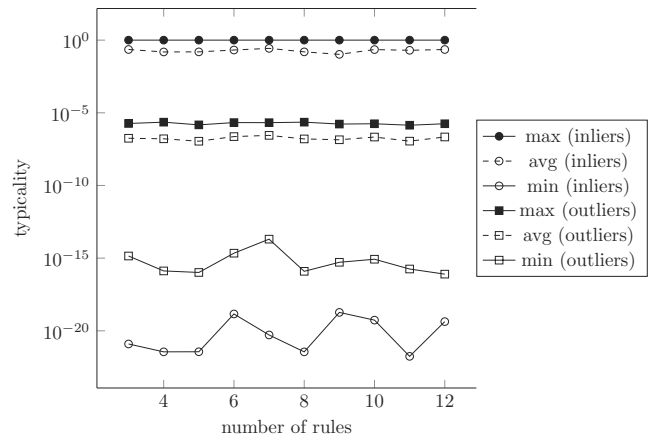 10^0
10^−5
10^−10
10^−15
10^−20
typicality
4 6 8 10 12
number of rules
max (inliers)
avg (inliers)
min (inliers)
max (outliers)
avg (outliers)
min (outliers)